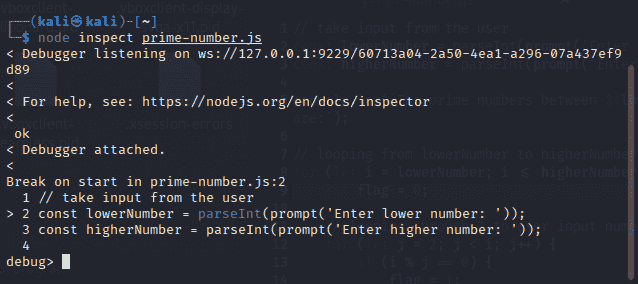 ┌──(kali㉿kali)-[~]
└─$ node inspect prime-number.js
< Debugger listening on ws://127.0.0.1:9229/60713a04-2a50-4ea1-a296-07a437ef9
d89
<
< For help, see: https://nodejs.org/en/docs/inspector
<
 ok
< Debugger attached.
<
Break on start in prime-number.js:2
  1 // take input from the user
> 2 const lowerNumber = parseInt(prompt('Enter lower number: '));
  3 const higherNumber = parseInt(prompt('Enter higher number: '));
  4
debug>